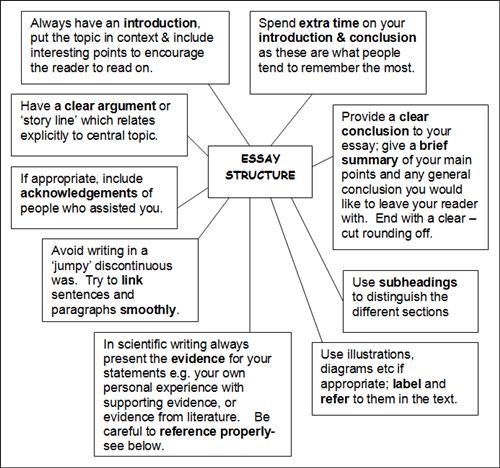 Always have an introduction,
put the topic in context & include
interesting points to encourage
the reader to read on.
Spend extra time on your
introduction & conclusion
as these are what people
tend to remember the most.
Have a clear argument or
‘story line’ which relates
explicitly to central topic.
Provide a clear
conclusion to your
essay; give a brief
summary of your main
points and any general
conclusion you would
like to leave your reader
with. End with a clear –
cut rounding off.
ESSAY
STRUCTURE
If appropriate, include
acknowledgements of
people who assisted you.
Avoid writing in a
‘jumpy’ discontinuous
was. Try to link
sentences and
paragraphs smoothly.
Use subheadings
to distinguish the
different sections
In scientific writing always
present the evidence for your
statements e.g. your own
personal experience with
supporting evidence, or
evidence from literature. Be
careful to reference properly-
see below.
Use illustrations,
diagrams etc if
appropriate; label and
refer to them in the text.